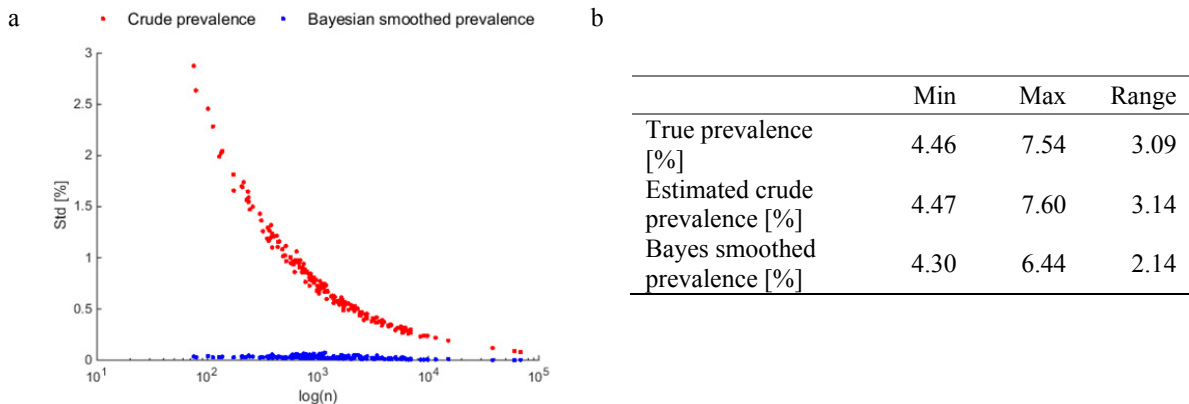 a
Crude prevalence Bayesian smoothed prevalence
3
2.5
2
1.5
1
0.5
0
Std [%]
10^1 10^2 10^3 10^4 10^5
log(n)
b
Min Max Range
True prevalence
[%] 4.46 7.54 3.09
Estimated crude
prevalence [%] 4.47 7.60 3.14
Bayes smoothed
prevalence [%] 4.30 6.44 2.14